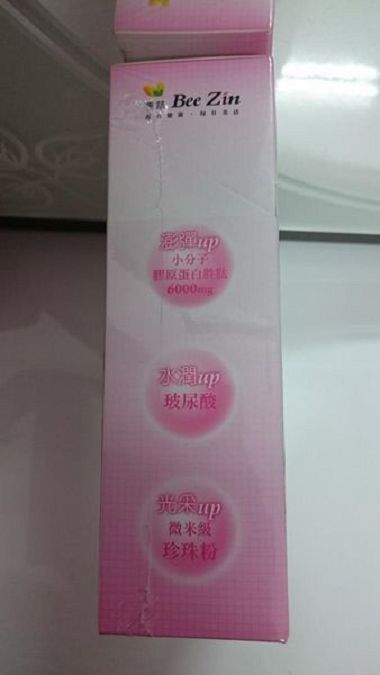 Bee Zin
澎彈up
小分子
膠原蛋白胜肽
6000mg
水潤up
玻尿酸
光采up
微米級
珍珠粉